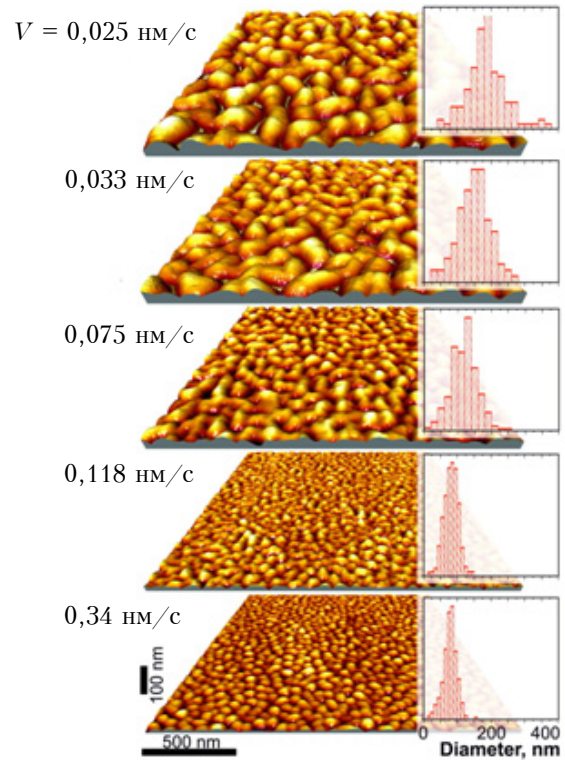 V = 0,025 нм/с
0,033 нм/с
0,075 нм/с
0,118 нм/с
0,34 нм/с
100 nm
500 nm
0 200 400
Diameter, nm